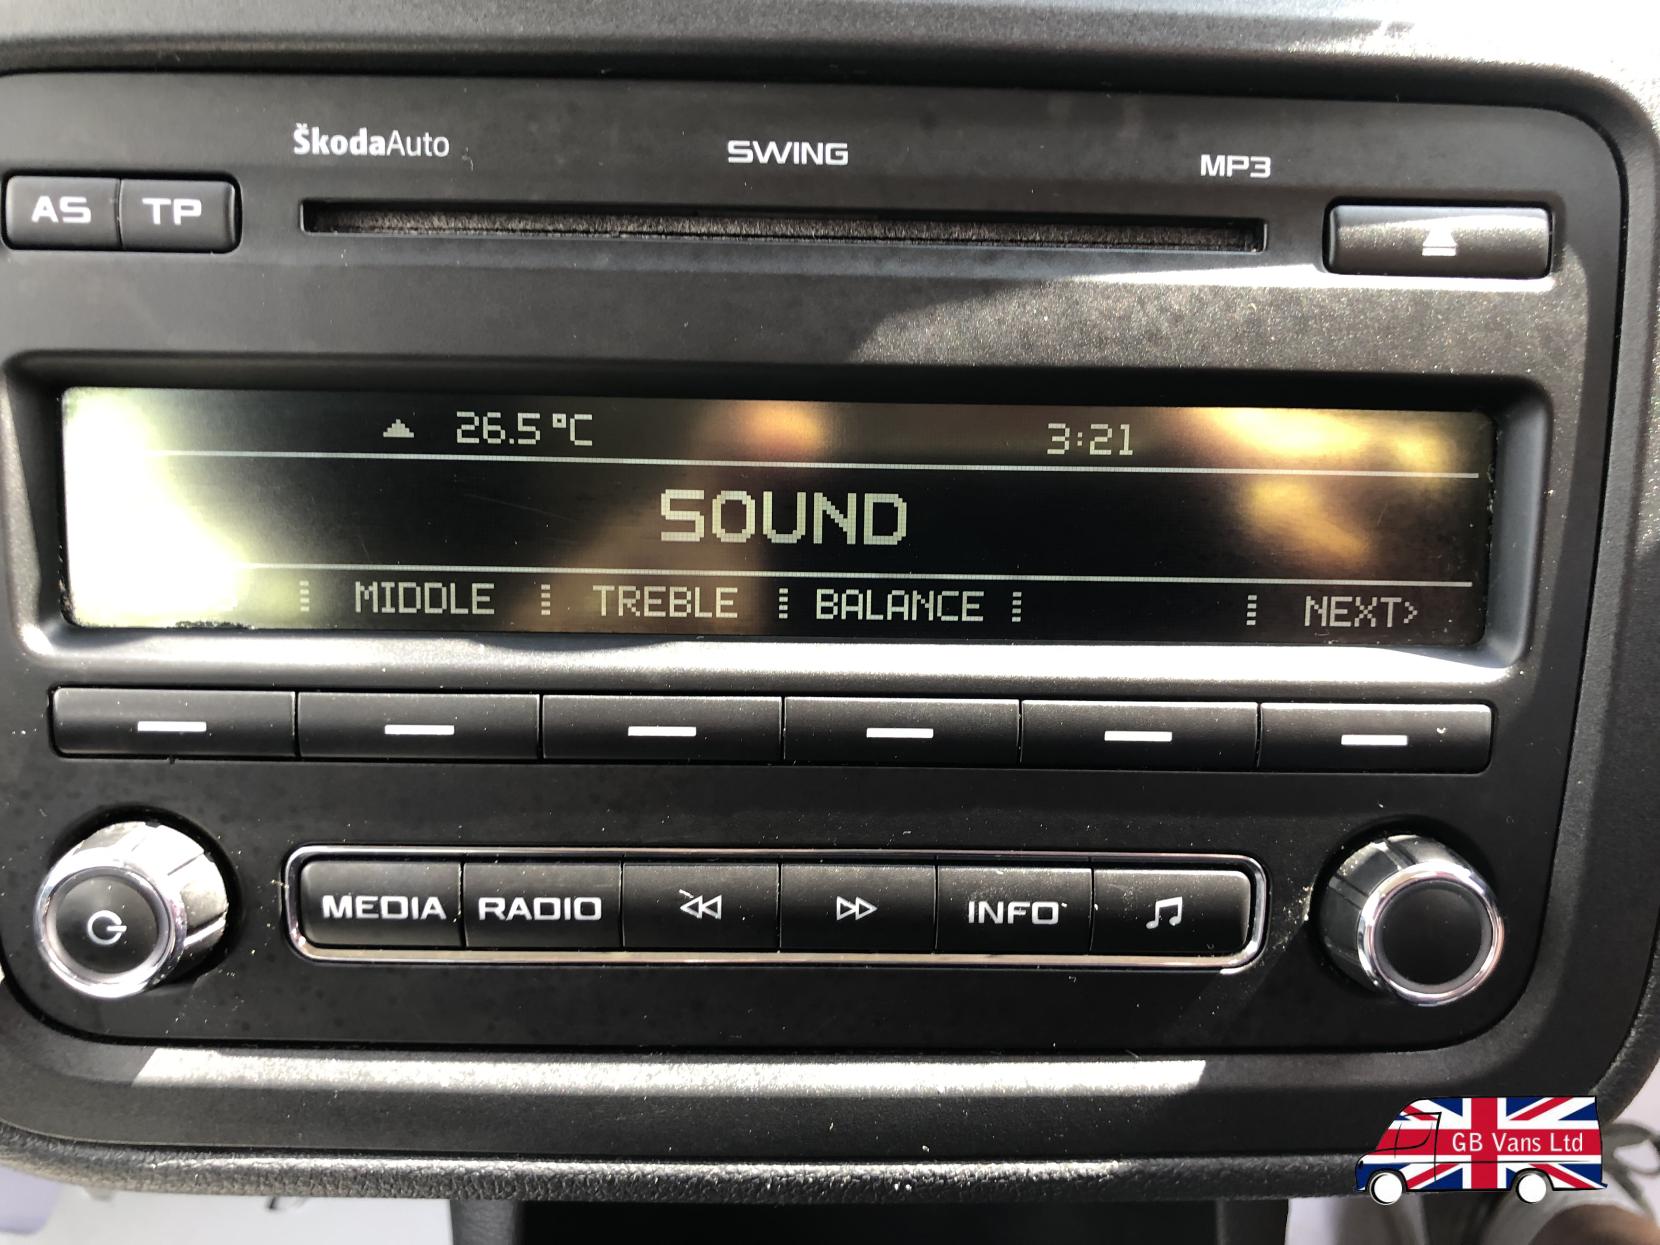 ŠkodaAuto SWING MP3
AS TP
26.5°C 3:21
SOUND
MIDDLE TREBLE BALANCE NEXT>
MEDIA RADIO INFO
GB Vans Ltd